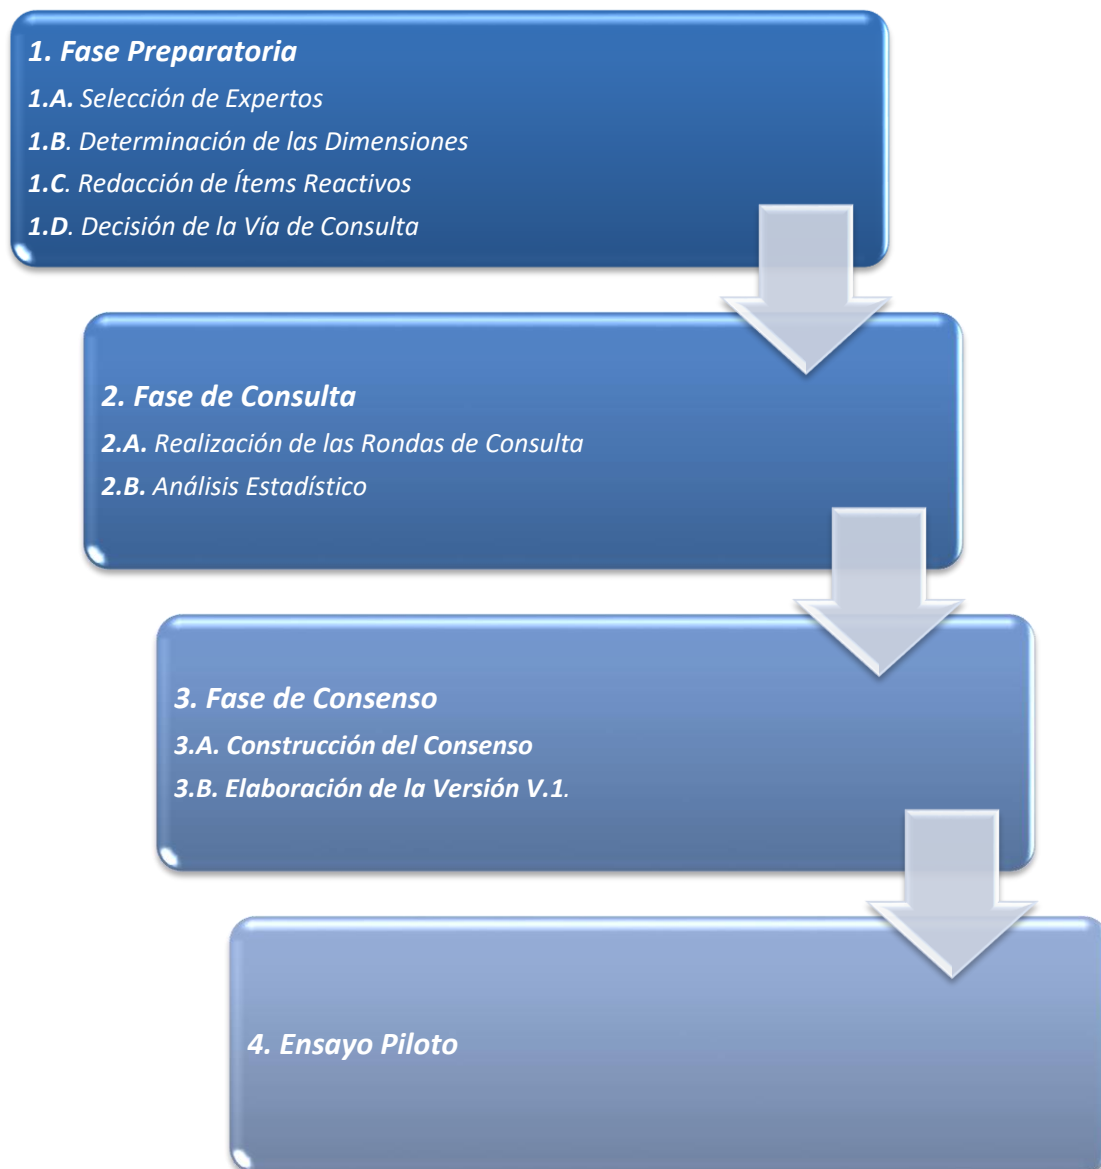 1. Fase Preparatoria
1.A. Selección de Expertos
1.B. Determinación de las Dimensiones
1.C. Redacción de Ítems Reactivos
1.D. Decisión de la Vía de Consulta
2. Fase de Consulta
2.A. Realización de las Rondas de Consulta
2.B. Análisis Estadístico
3. Fase de Consenso
3.A. Construcción del Consenso
3.B. Elaboración de la Versión V.1.
4. Ensayo Piloto